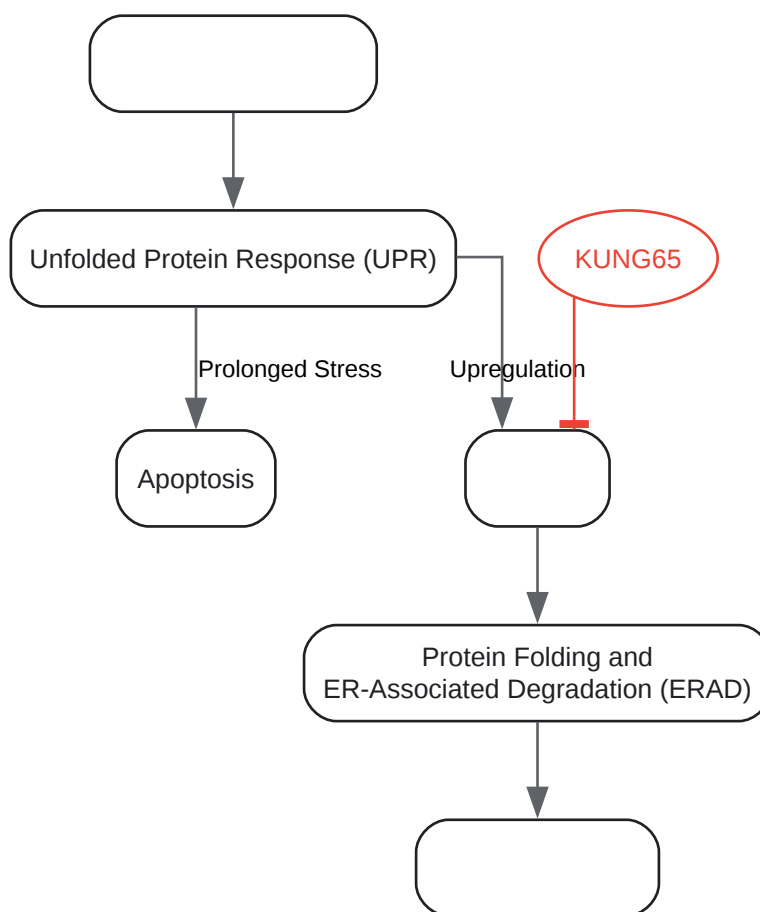 Unfolded Protein Response (UPR)
KUNG65
Prolonged Stress
Upregulation
Apoptosis
Protein Folding and
ER-Associated Degradation (ERAD)